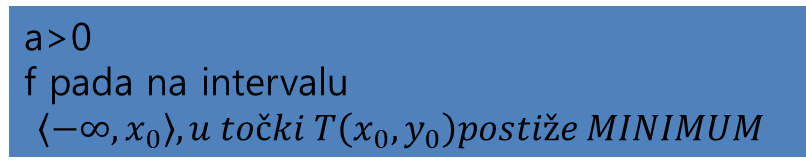 a>0
f pada na intervalu
⟨−∞, x₀⟩, u točki T(x₀, y₀)postiže MINIMUM